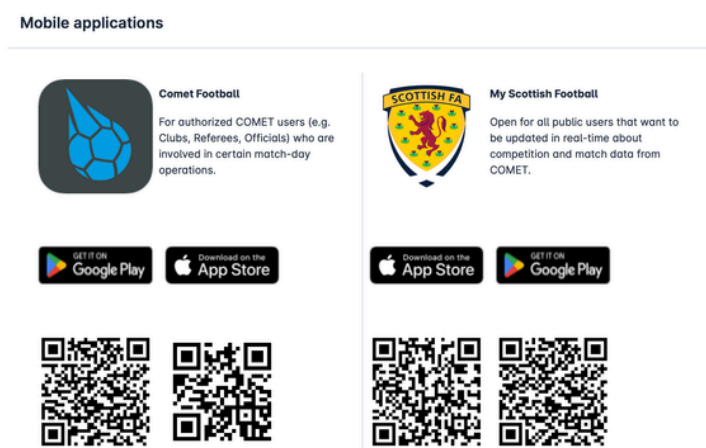 Mobile applications
Comet Football
For authorized COMET users (e.g.
Clubs, Referees, Officials) who are
involved in certain match-day
operations.
SCOTTISH FA
My Scottish Football
Open for all public users that want to
be updated in real-time about
competition and match data from
COMET.
GET IT ON
Google Play
Download on the
App Store
Download on the
App Store
GET IT ON
Google Play